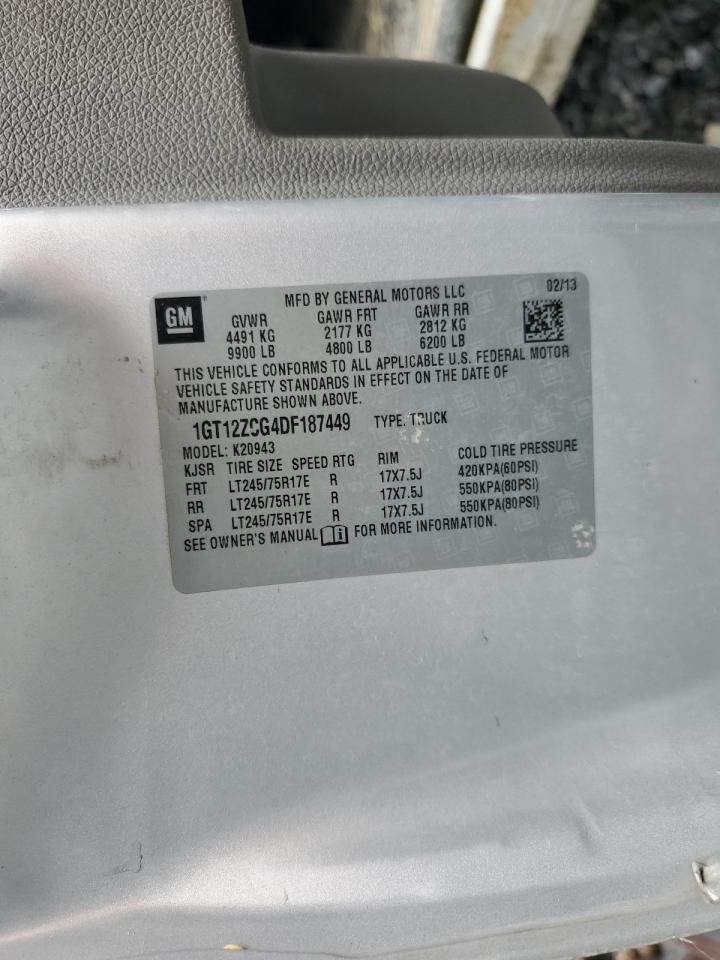 GM
MFD BY GENERAL MOTORS LLC 02/13
GVWR GAWR FRT GAWR RR
4491 KG 2177 KG 2812 KG
9900 LB 4800 LB 6200 LB
THIS VEHICLE CONFORMS TO ALL APPLICABLE U.S. FEDERAL MOTOR
VEHICLE SAFETY STANDARDS IN EFFECT ON THE DATE OF
MANUFACTURE SHOWN ABOVE.
1GT12ZCG4DF187449 TYPE: TRUCK
MODEL: K20943
KJSR TIRE SIZE SPEED RTG RIM COLD TIRE PRESSURE
FRT LT245/75R17E R 17X7.5J 420KPA(60PSI)
RR LT245/75R17E R 17X7.5J 550KPA(80PSI)
SPA LT245/75R17E R 17X7.5J 550KPA(80PSI)
SEE OWNER'S MANUAL i FOR MORE INFORMATION.